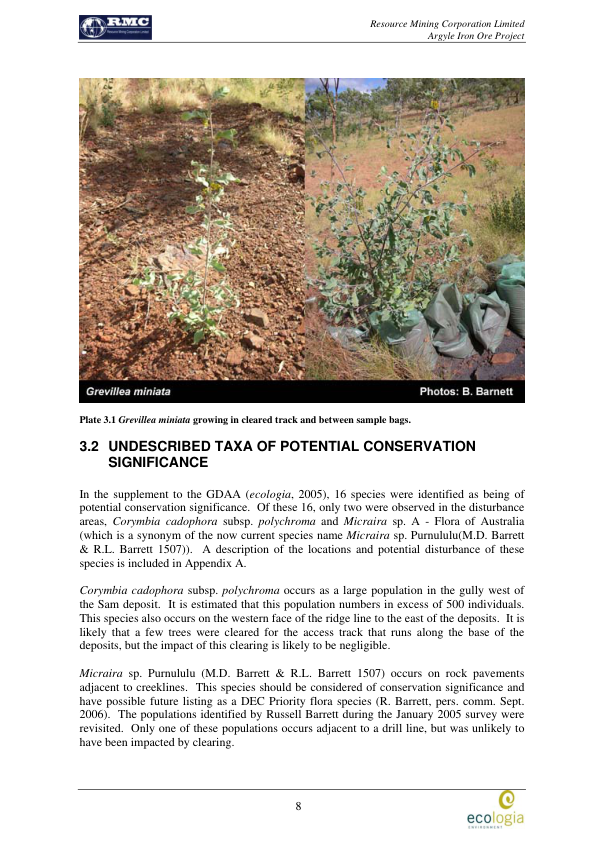 RMC
Resource Mining Corporation Limited
Resource Mining Corporation Limited
Argyle Iron Ore Project
Grevillea miniata
Photos: B. Barnett
Plate 3.1 Grevillea miniata growing in cleared track and between sample bags.
3.2 UNDESCRIBED TAXA OF POTENTIAL CONSERVATION
SIGNIFICANCE
In the supplement to the GDAA (ecologia, 2005), 16 species were identified as being of
potential conservation significance. Of these 16, only two were observed in the disturbance
areas, Corymbia cadophora subsp. polychroma and Micraira sp. A - Flora of Australia
(which is a synonym of the now current species name Micraira sp. Purnululu(M.D. Barrett
& R.L. Barrett 1507)). A description of the locations and potential disturbance of these
species is included in Appendix A.
Corymbia cadophora subsp. polychroma occurs as a large population in the gully west of
the Sam deposit. It is estimated that this population numbers in excess of 500 individuals.
This species also occurs on the western face of the ridge line to the east of the deposits. It is
likely that a few trees were cleared for the access track that runs along the base of the
deposits, but the impact of this clearing is likely to be negligible.
Micraira sp. Purnululu (M.D. Barrett & R.L. Barrett 1507) occurs on rock pavements
adjacent to creeklines. This species should be considered of conservation significance and
have possible future listing as a DEC Priority flora species (R. Barrett, pers. comm. Sept.
2006). The populations identified by Russell Barrett during the January 2005 survey were
revisited. Only one of these populations occurs adjacent to a drill line, but was unlikely to
have been impacted by clearing.
8
ecologia
ENVIRONMENT